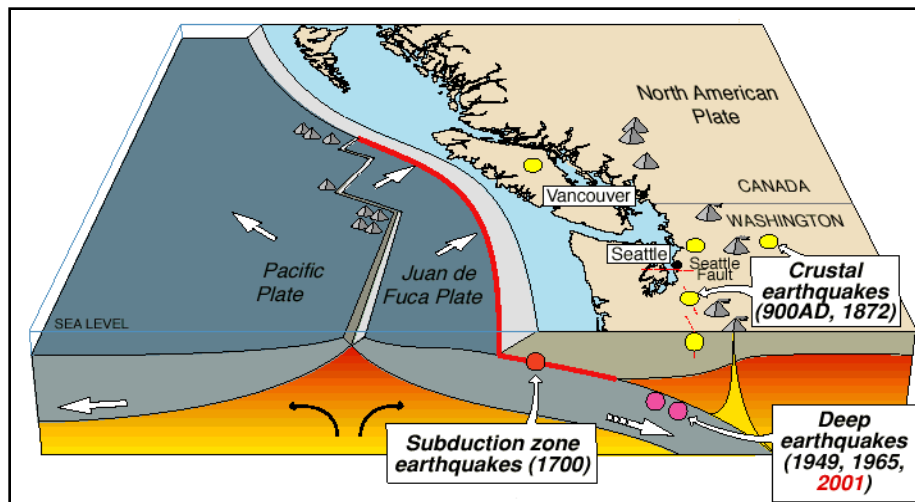 North American
Plate
CANADA
Vancouver
WASHINGTON
Seattle
Seattle
Fault
Pacific
Plate
Juan de
Fuca Plate
Crustal
earthquakes
(900AD, 1872)
SEA LEVEL
Subduction zone
earthquakes (1700)
Deep
earthquakes
(1949, 1965,
2001)